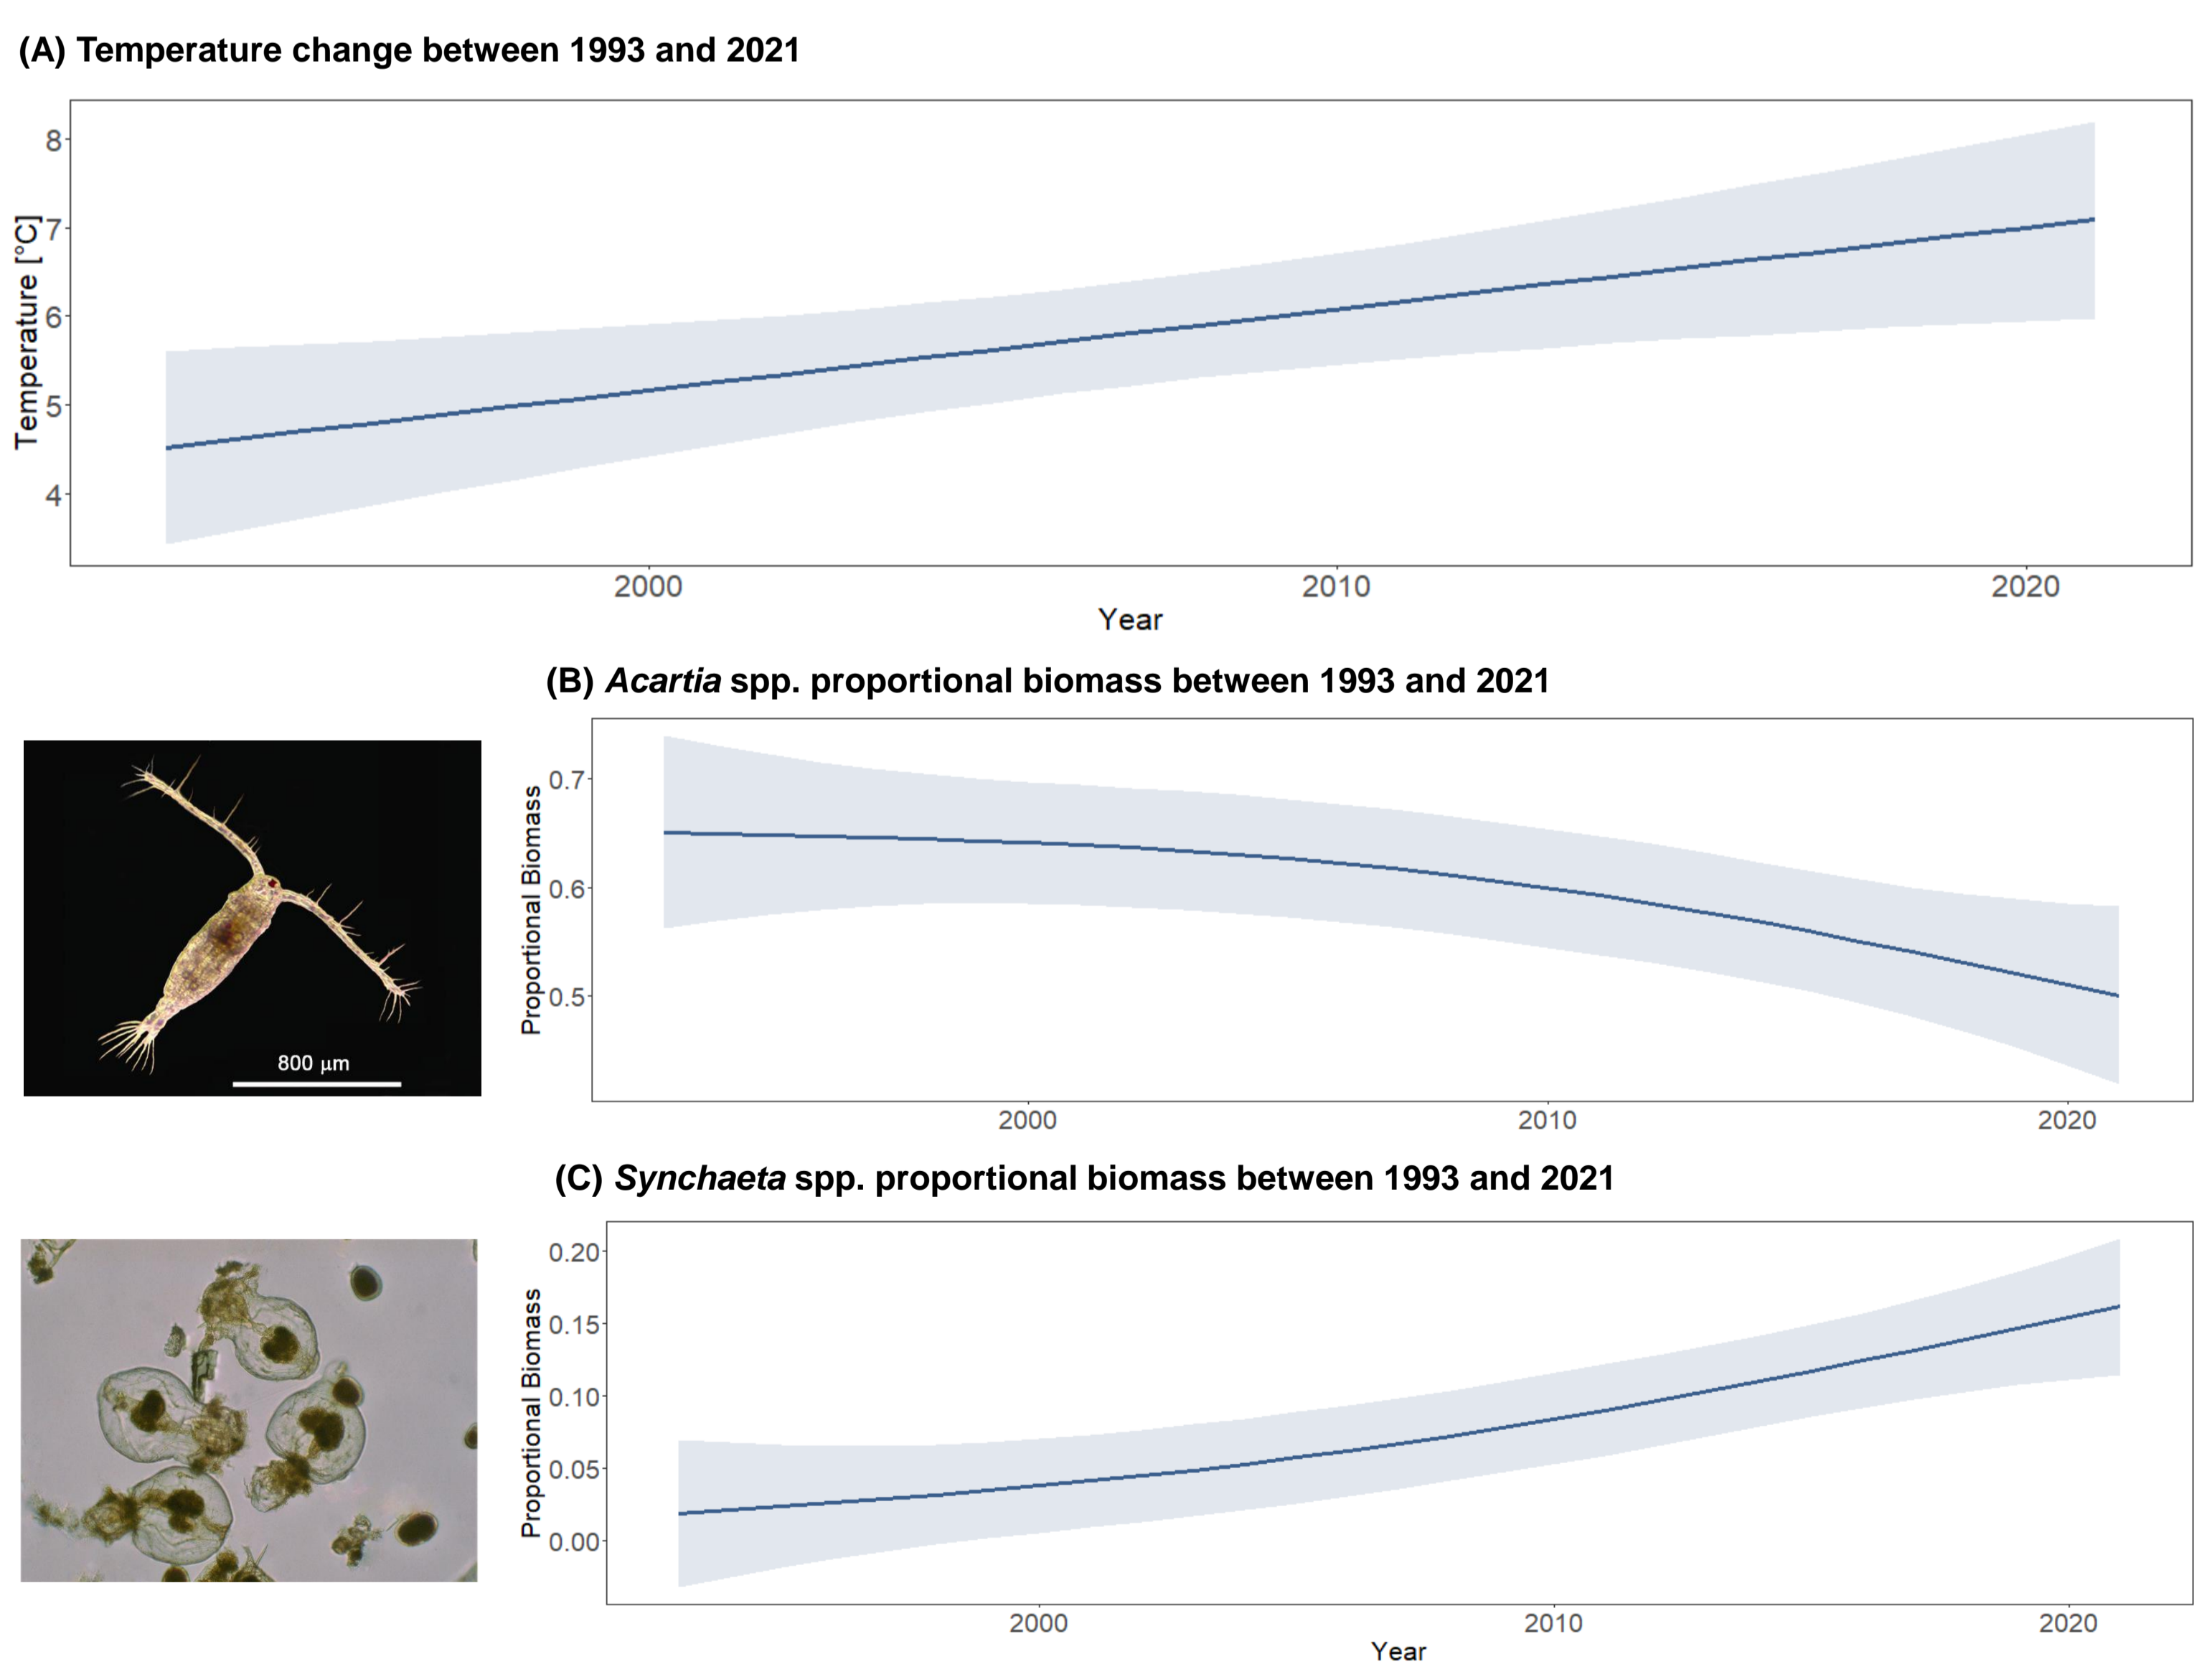 (A) Temperature change between 1993 and 2021
8
7
6
5
4
Temperature [°C]
2000 2010 2020
Year
(B) Acartia spp. proportional biomass between 1993 and 2021
0.7
0.6
0.5
Proportional Biomass
800 µm
2000 2010 2020
(C) Synchaeta spp. proportional biomass between 1993 and 2021
0.20
0.15
0.10
0.05
0.00
Proportional Biomass
2000 2010 2020
Year